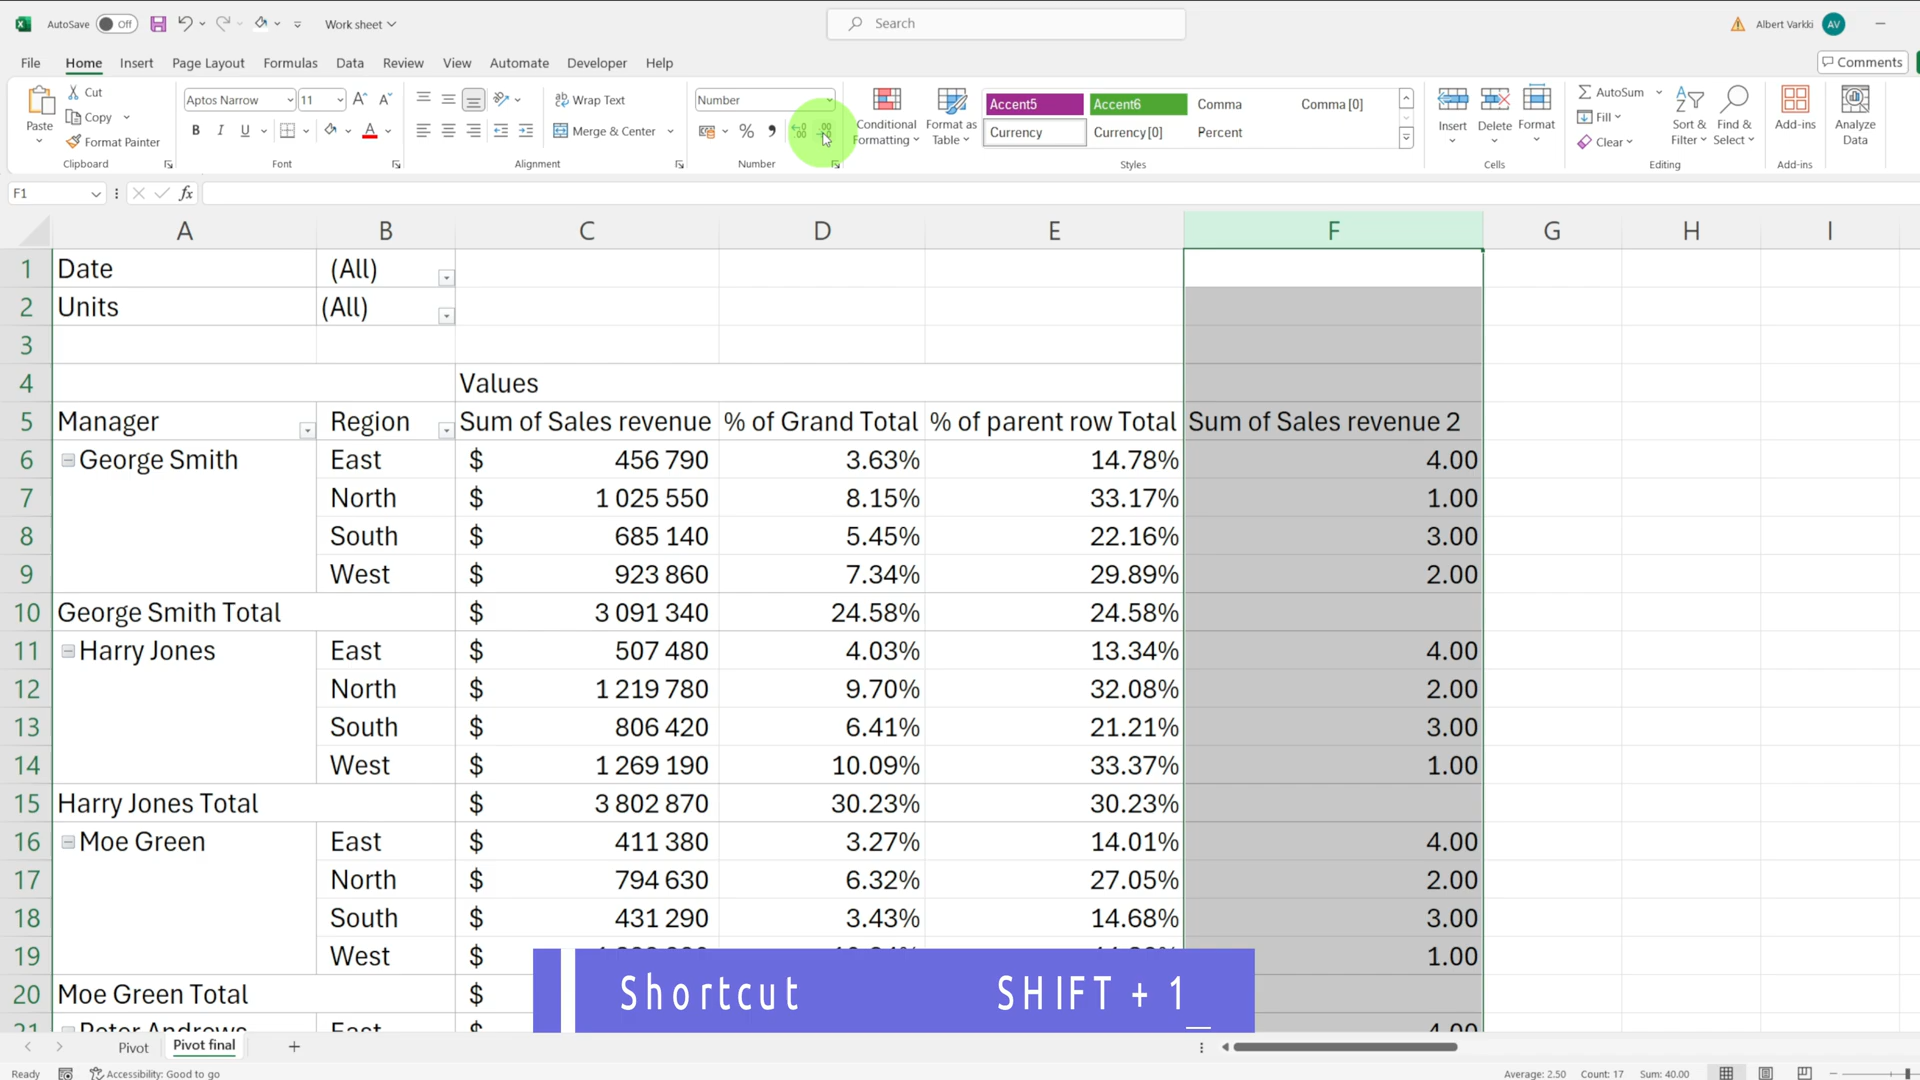 AutoSave Off Work sheet Search Albert Varkki AV
File Home Insert Page Layout Formulas Data Review View Automate Developer Help Comments
Paste Cut Copy Format Painter Clipboard
Aptos Narrow 11 B I U A Font
Wrap Text Merge & Center Alignment
Number % Number
Conditional Formatting Format as Table
Accent5 Accent6 Comma Comma [0]
Currency Currency [0] Percent
Styles
Insert Delete Format Cells
AutoSum Fill Clear Sort & Filter Find & Select Editing
Add-ins Add-ins
Analyze Data
F1 fx
A B C D E F G H I
1 Date (All)
2 Units (All)
3
4 Values
5 Manager Region Sum of Sales revenue % of Grand Total % of parent row Total Sum of Sales revenue 2
6 George Smith East $ 456 790 3.63% 14.78% 4.00
7 North $ 1 025 550 8.15% 33.17% 1.00
8 South $ 685 140 5.45% 22.16% 3.00
9 West $ 923 860 7.34% 29.89% 2.00
10 George Smith Total $ 3 091 340 24.58% 24.58%
11 Harry Jones East $ 507 480 4.03% 13.34% 4.00
12 North $ 1 219 780 9.70% 32.08% 2.00
13 South $ 806 420 6.41% 21.21% 3.00
14 West $ 1 269 190 10.09% 33.37% 1.00
15 Harry Jones Total $ 3 802 870 30.23% 30.23%
16 Moe Green East $ 411 380 3.27% 14.01% 4.00
17 North $ 794 630 6.32% 27.05% 2.00
18 South $ 431 290 3.43% 14.68% 3.00
19 West $ 1.00
20 Moe Green Total $
Shortcut SHIFT + 1_
21 Peter Andrews East $ 4.00
Pivot Pivot final
Ready Accessibility: Good to go Average: 2.50 Count: 17 Sum: 40.00